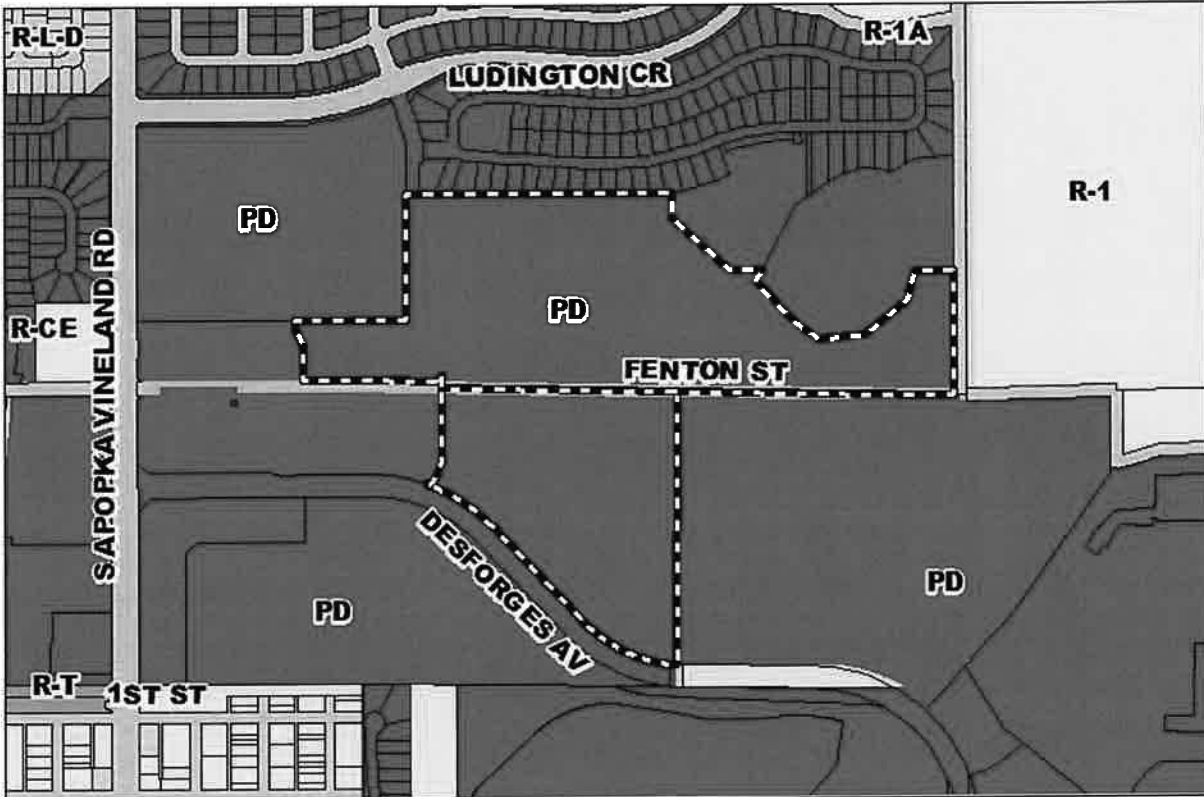 R-L-D
R-1A
LUDINGTON CR
R-1
PD
S APOPKA VINELAND RD
PD
R-CE
FENTON ST
DESFORGES AV
PD
PD
R-T
1ST ST